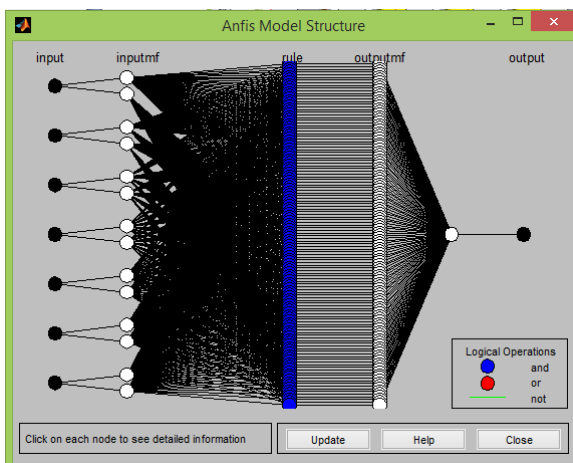 Anfis Model Structure
input inputmf rule outputmf output
Logical Operations
and
or
not
Click on each node to see detailed information
Update Help Close